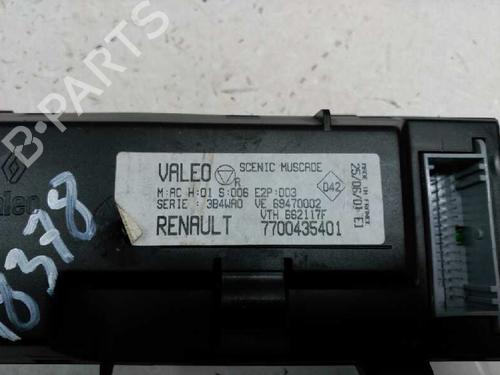 VALEO R SCENIC MUSCADE
M:AC H:01 S:006 E2P:003
SERIE : 3B4WA0 VE 69470002
VTH 662117F
RENAULT 7700435401
D42
MADE IN FRANCE
25/06/01 E1
8378
B-PARTS